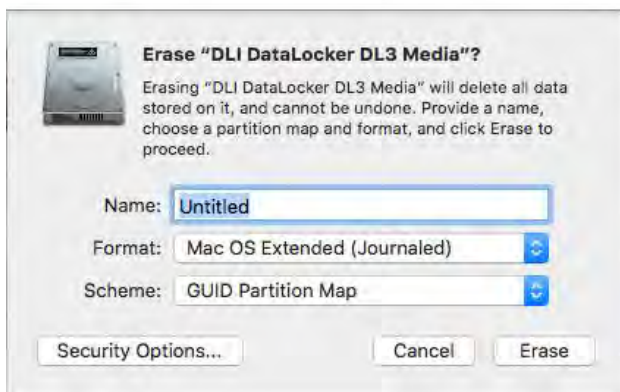 Erase “DLI DataLocker DL3 Media”?
Erasing “DLI DataLocker DL3 Media” will delete all data
stored on it, and cannot be undone. Provide a name,
choose a partition map and format, and click Erase to
proceed.
Name: Untitled
Format: Mac OS Extended (Journaled)
Scheme: GUID Partition Map
Security Options... Cancel Erase